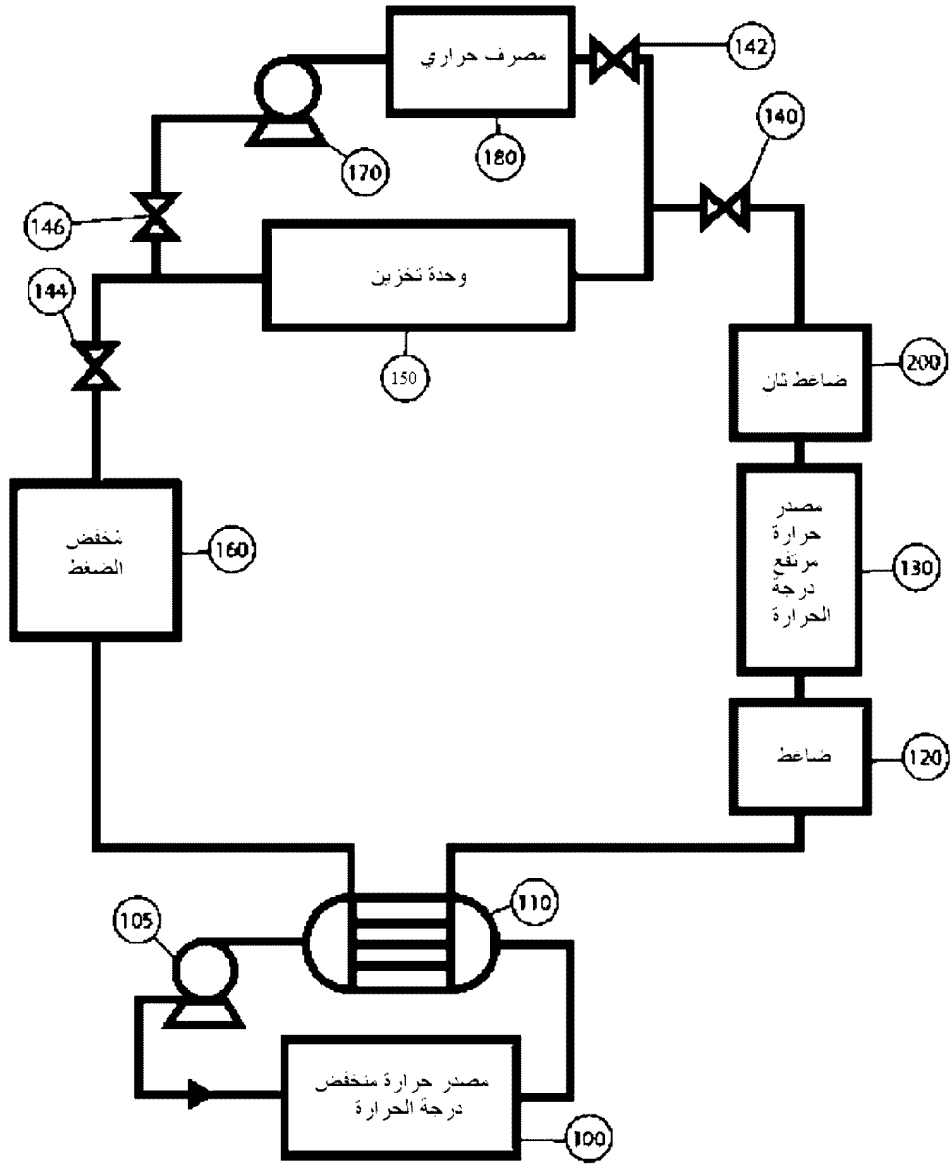 142
مصرف حراري
140
180
170
146
144
وحدة تخزين
150
200
ضاغط ثان
مصدر
حرارة
مرتفع
درجة
الحرارة
130
مُخفض
الضغط
160
ضاغط
120
110
105
مصدر حرارة منخفض
درجة الحرارة
100